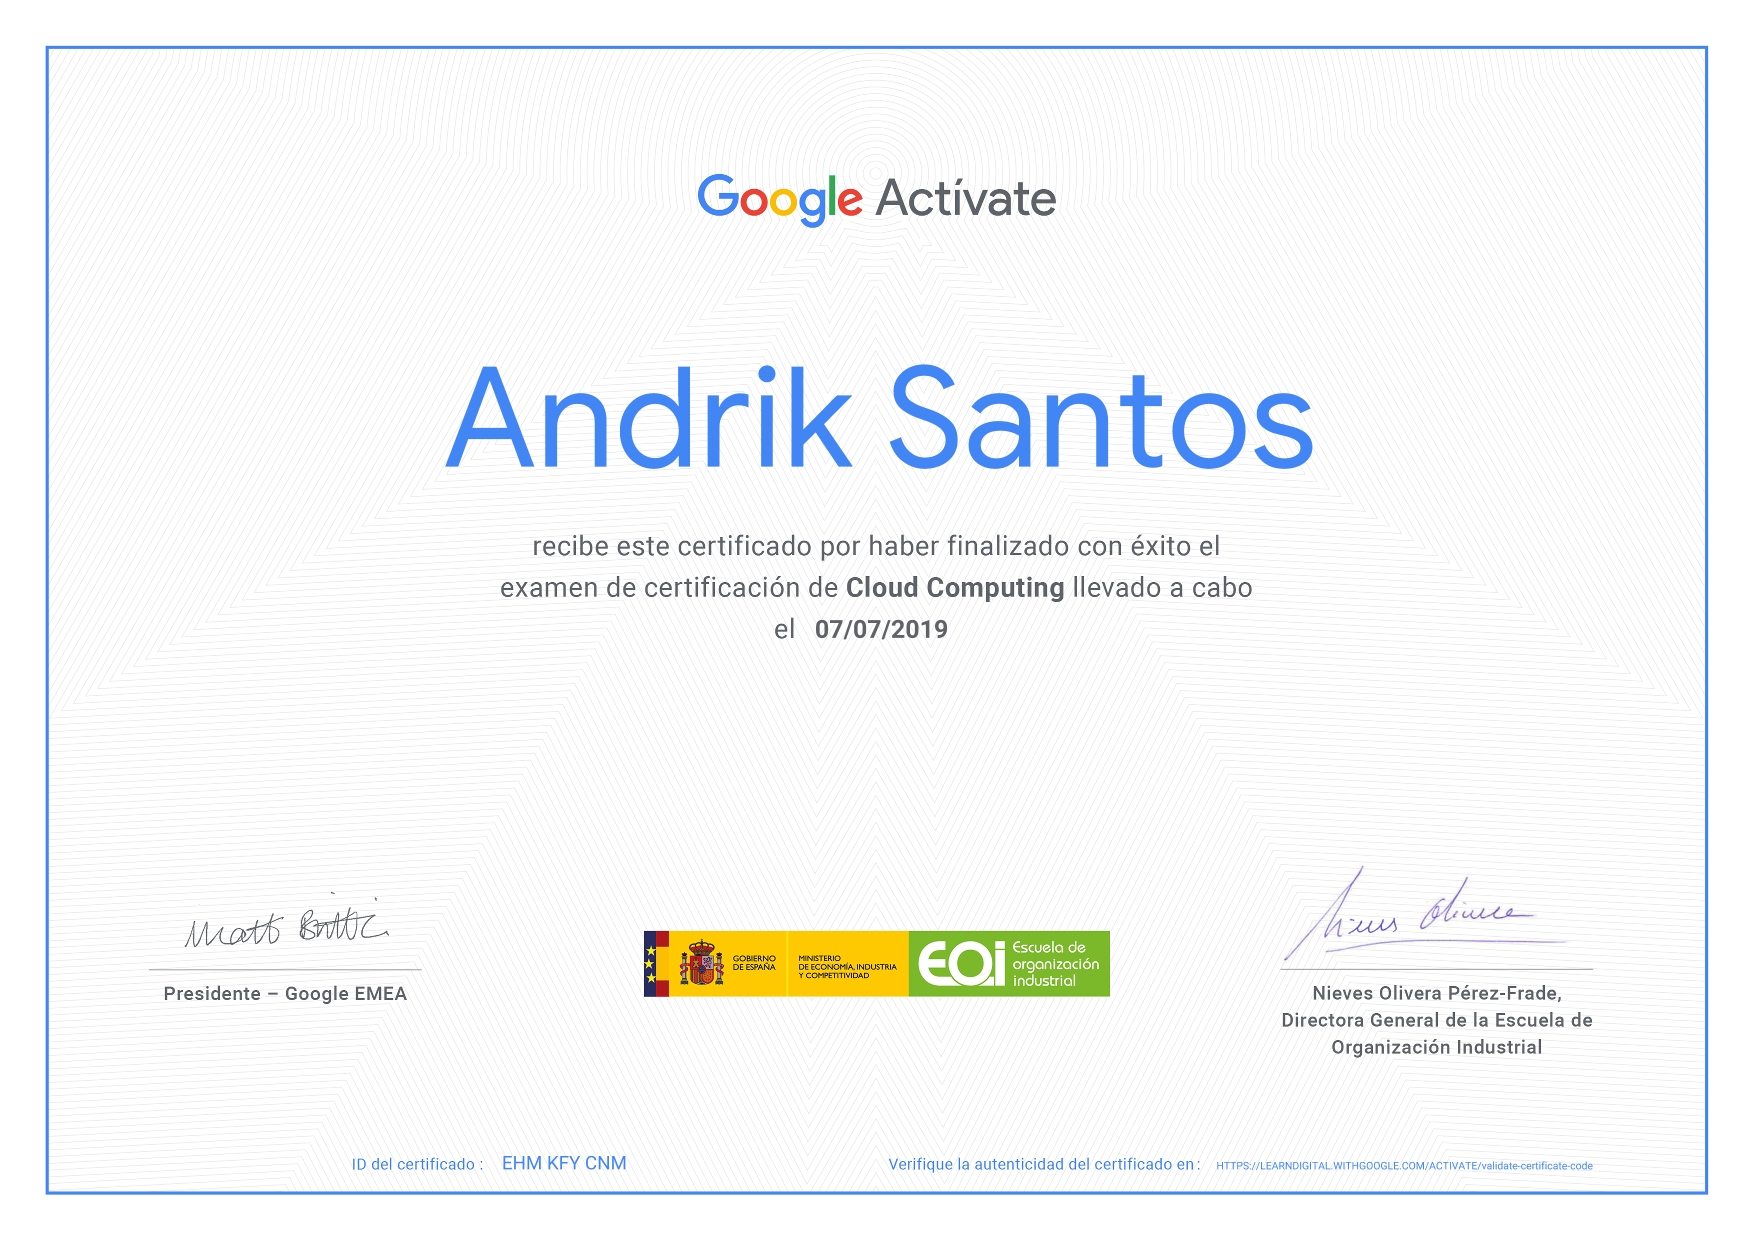 Google Actívate
Andrik Santos
recibe este certificado por haber finalizado con éxito el
examen de certificación de Cloud Computing llevado a cabo
el 07/07/2019
Matt Brittin
Nieves Olivera
Presidente – Google EMEA
GOBIERNO
DE ESPAÑA
MINISTERIO
DE ECONOMÍA, INDUSTRIA
Y COMPETITIVIDAD
EOi
Escuela de
organización
industrial
Nieves Olivera Pérez-Frade,
Directora General de la Escuela de
Organización Industrial
ID del certificado : EHM KFY CNM
Verifique la autenticidad del certificado en : HTTPS://LEARNDIGITAL.WITHGOOGLE.COM/ACTIVATE/validate-certificate-code